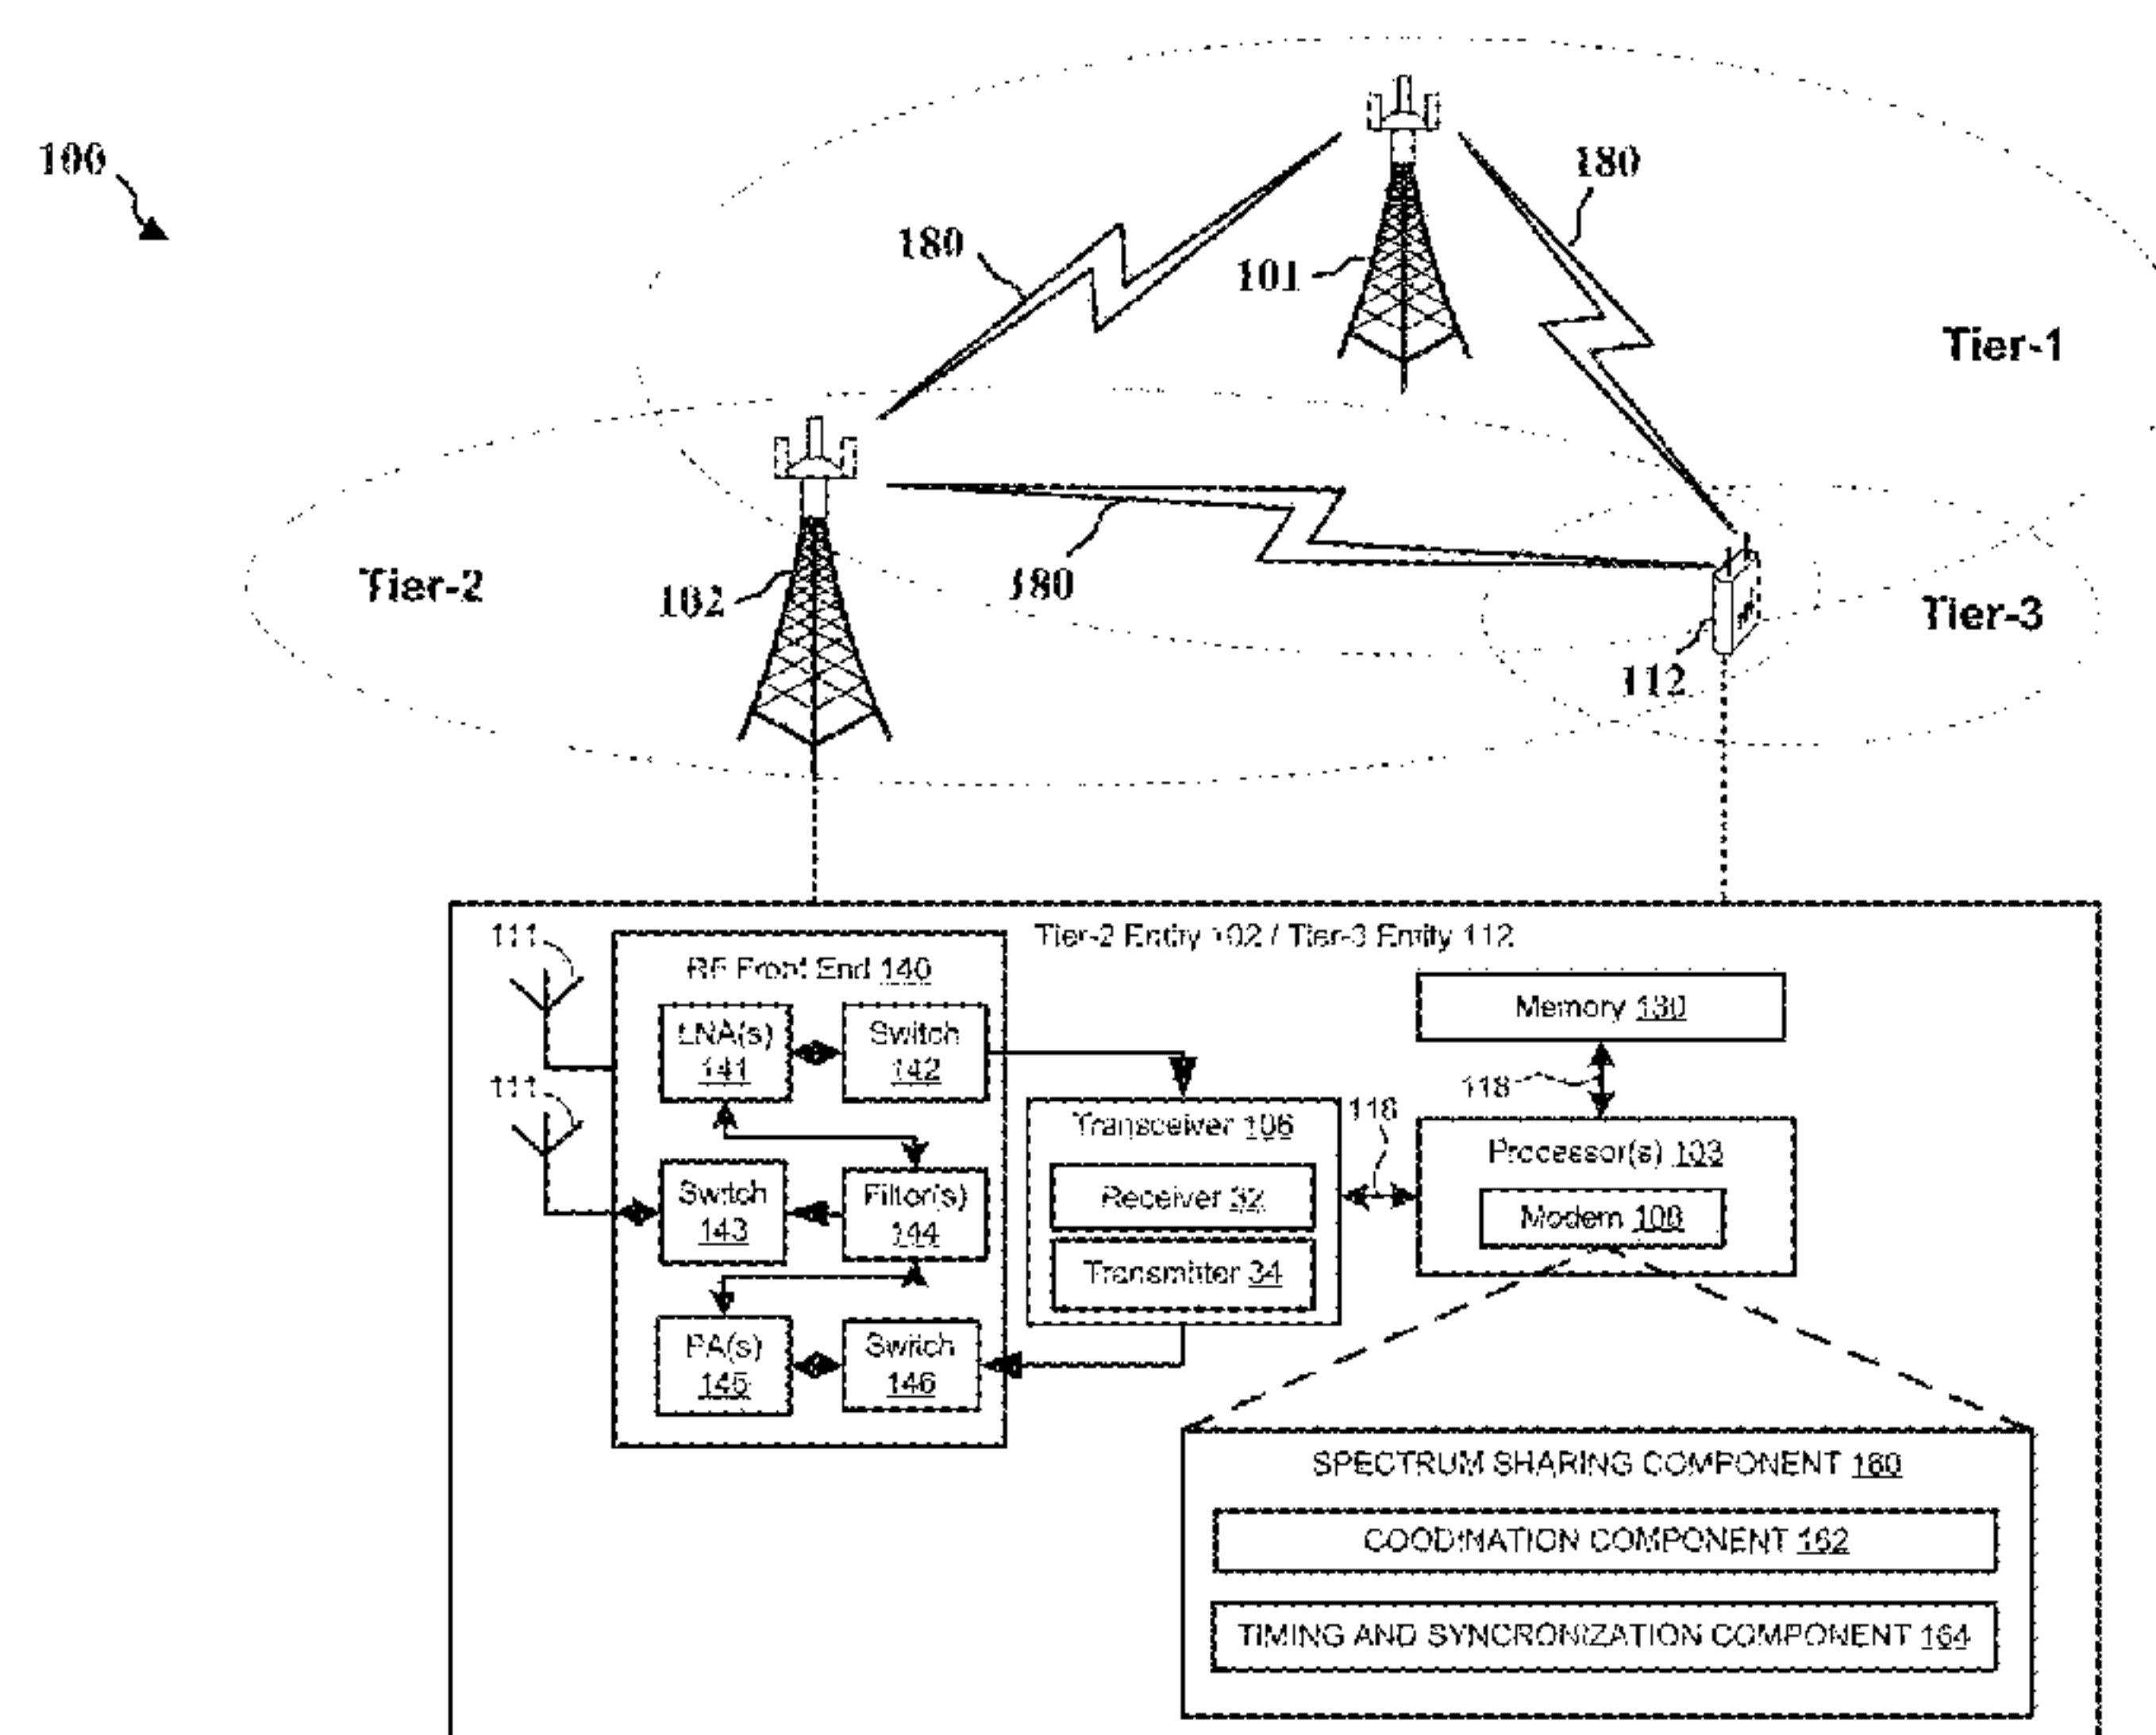 100
180
180
101
Tier-1
Tier-2
102
180
Tier-3
112
Tier-2 Entity 102 / Tier-3 Entity 112
111
RF Front End 140
LNA(s)
141
Switch
142
Memory 130
118
111
Transceiver 106
118
Processor(s) 103
Receiver 32
Modem 108
Switch
143
Filter(s)
144
Transmitter 34
PA(s)
145
Switch
146
SPECTRUM SHARING COMPONENT 160
COODINATION COMPONENT 162
TIMING AND SYNCRONIZATION COMPONENT 164